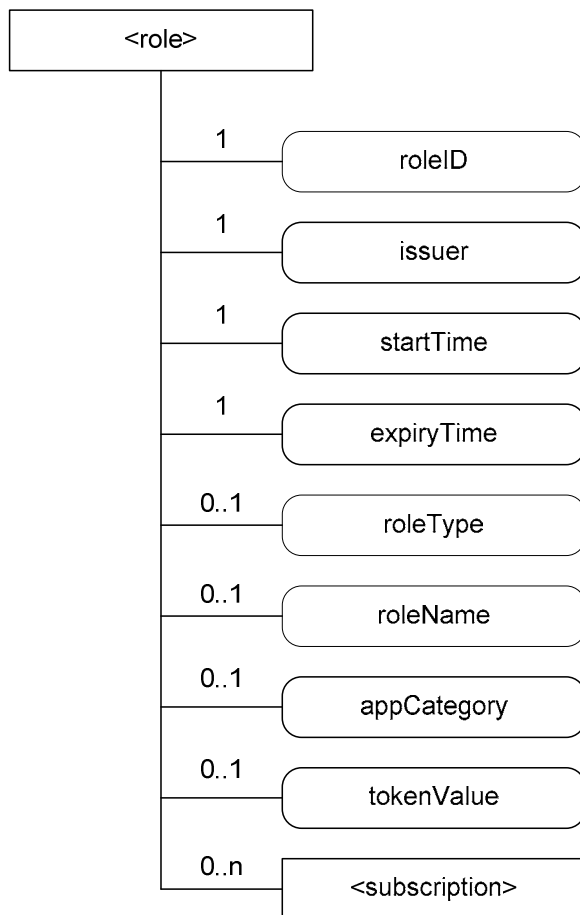 <role>
1
roleID
1
issuer
1
startTime
1
expiryTime
0..1
roleType
0..1
roleName
0..1
appCategory
0..1
tokenValue
0..n
<subscription>